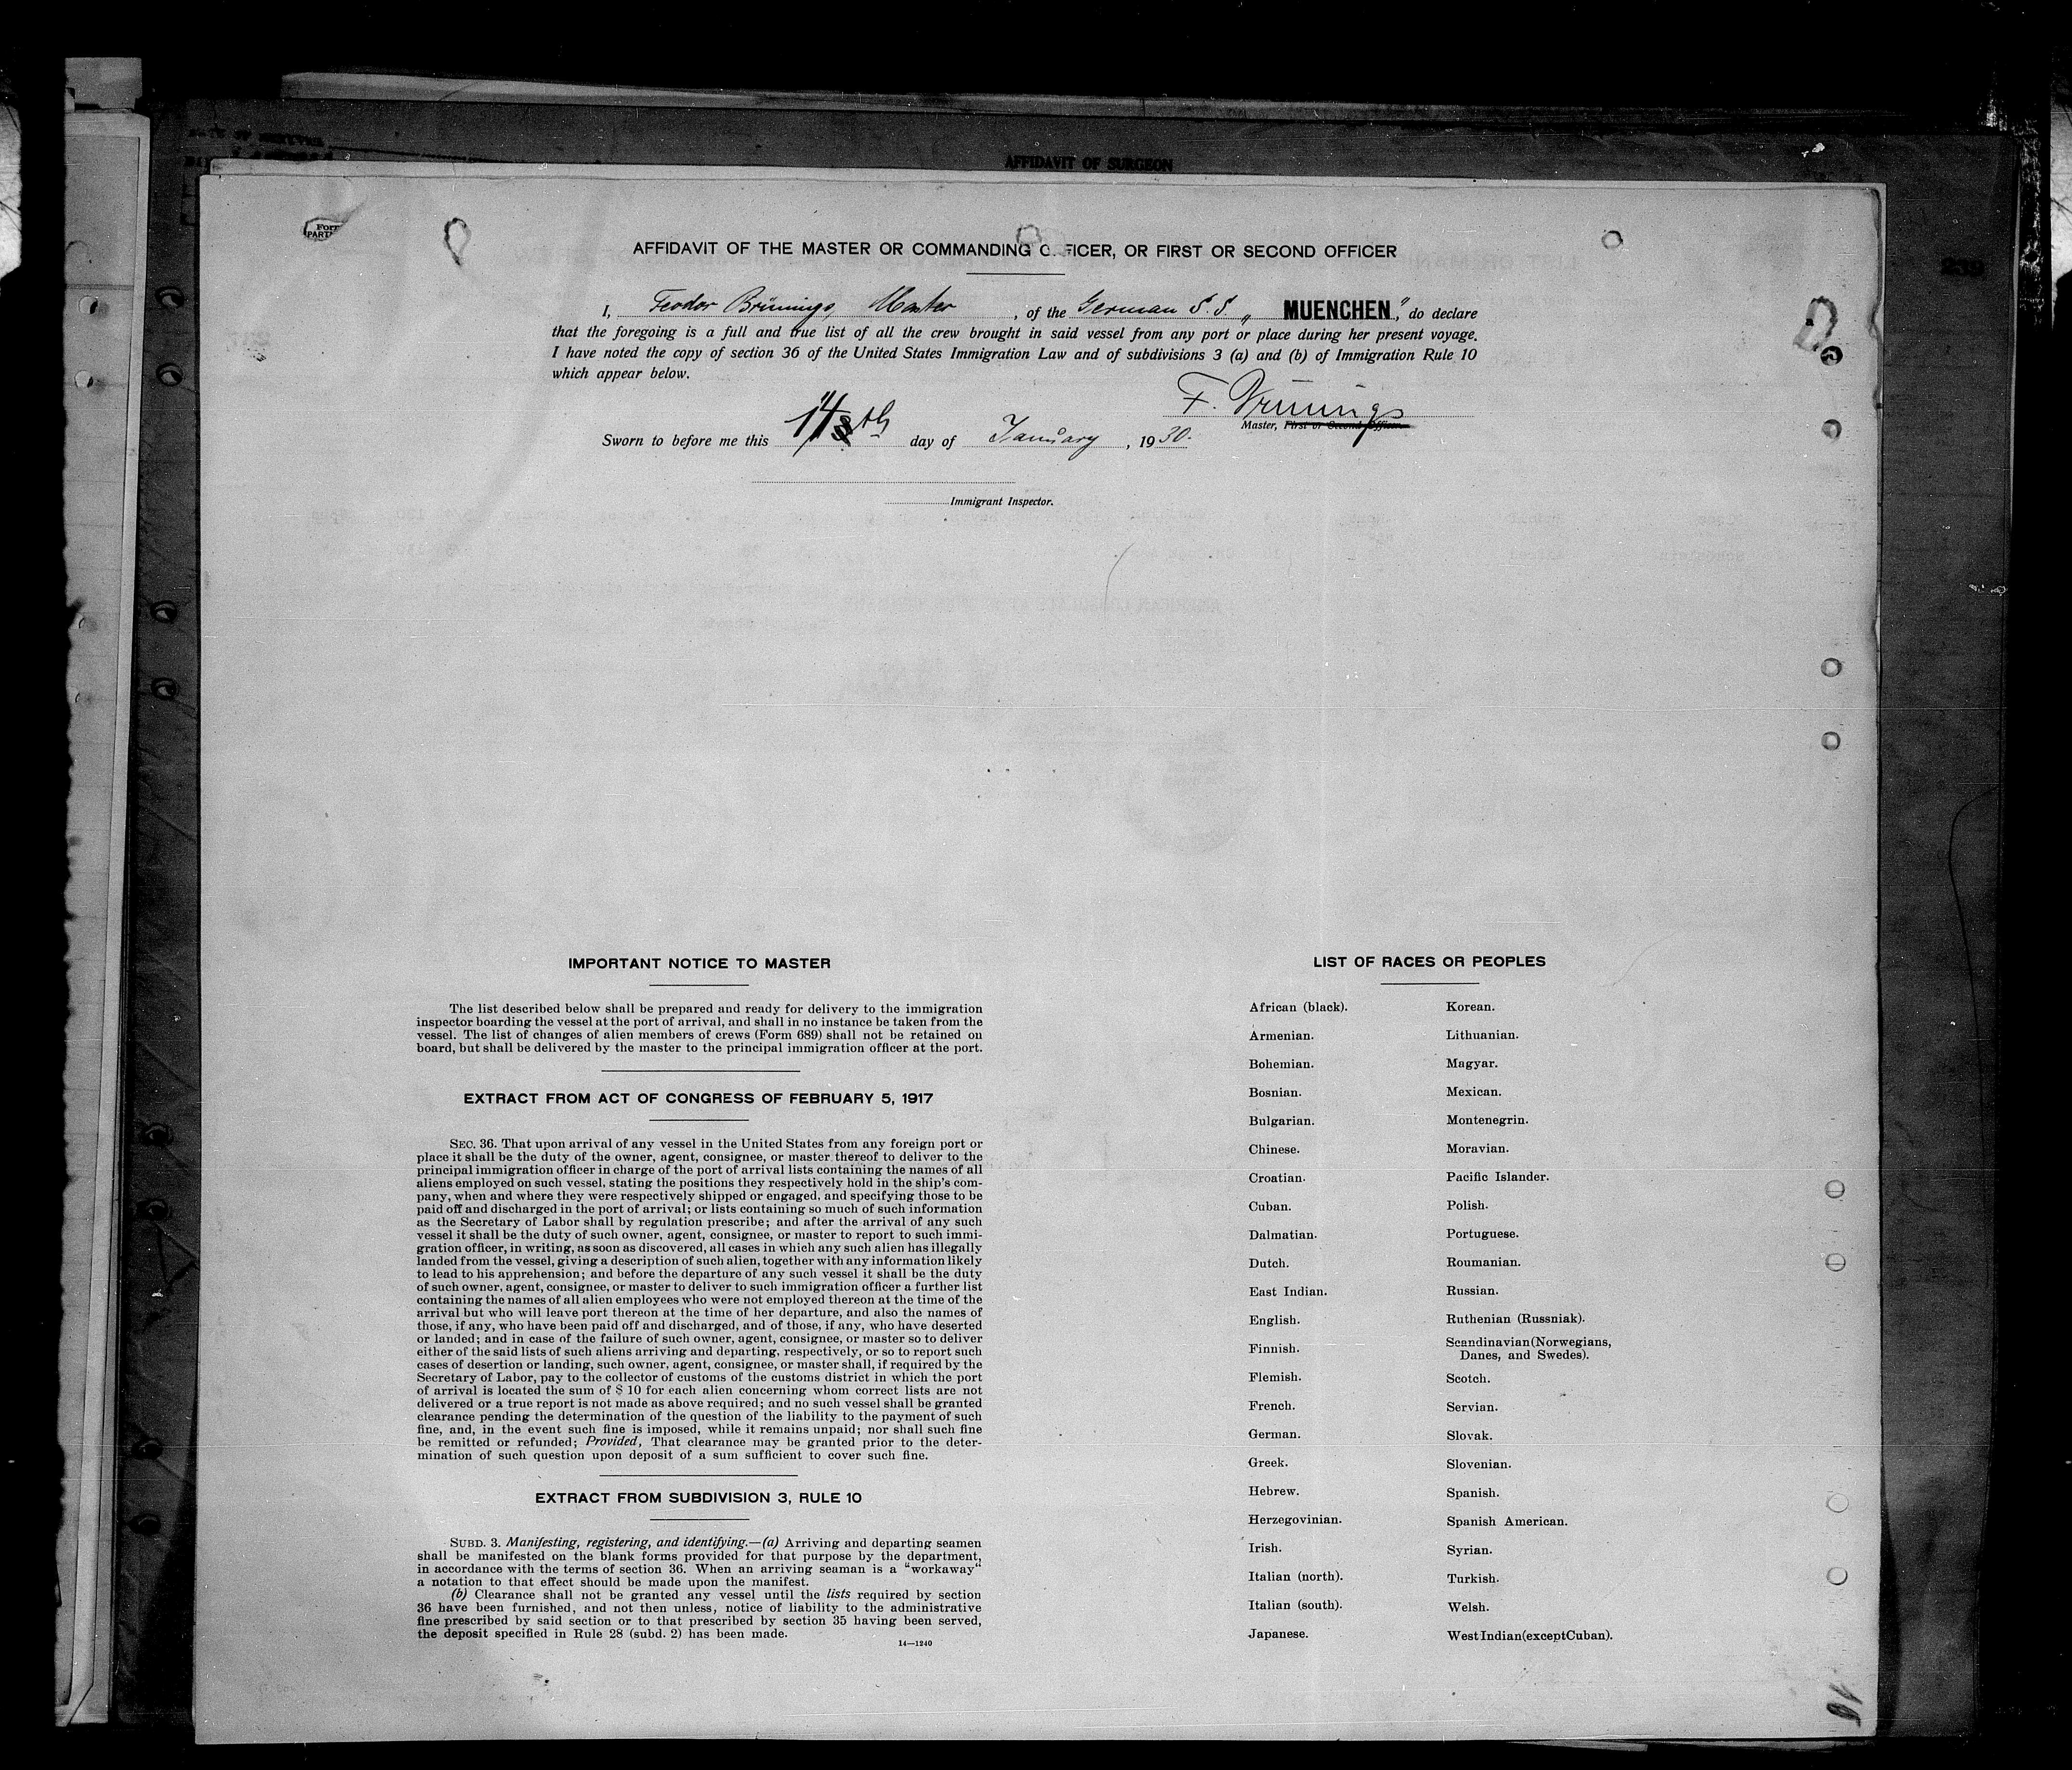 AFFIDAVIT OF SURGEON
239
AFFIDAVIT OF THE MASTER OR COMMANDING OFFICER, OR FIRST OR SECOND OFFICER
I, Feodor Brünings, Master, of the German S.S. „ MUENCHEN“, do declare
that the foregoing is a full and true list of all the crew brought in said vessel from any port or place during her present voyage.
I have noted the copy of section 36 of the United States Immigration Law and of subdivisions 3 (a) and (b) of Immigration Rule 10
which appear below.
F. Brünings
Master, First or Second Officer.
Sworn to before me this 14th day of January, 1930.
Immigrant Inspector.
IMPORTANT NOTICE TO MASTER
The list described below shall be prepared and ready for delivery to the immigration
inspector boarding the vessel at the port of arrival, and shall in no instance be taken from the
vessel. The list of changes of alien members of crews (Form 689) shall not be retained on
board, but shall be delivered by the master to the principal immigration officer at the port.
EXTRACT FROM ACT OF CONGRESS OF FEBRUARY 5, 1917
SEC. 36. That upon arrival of any vessel in the United States from any foreign port or
place it shall be the duty of the owner, agent, consignee, or master thereof to deliver to the
principal immigration officer in charge of the port of arrival lists containing the names of all
aliens employed on such vessel, stating the positions they respectively hold in the ship's com-
pany, when and where they were respectively shipped or engaged, and specifying those to be
paid off and discharged in the port of arrival; or lists containing so much of such information
as the Secretary of Labor shall by regulation prescribe; and after the arrival of any such
vessel it shall be the duty of such owner, agent, consignee, or master to report to such immi-
gration officer, in writing, as soon as discovered, all cases in which any such alien has illegally
landed from the vessel, giving a description of such alien, together with any information likely
to lead to his apprehension; and before the departure of any such vessel it shall be the duty
of such owner, agent, consignee, or master to deliver to such immigration officer a further list
containing the names of all alien employees who were not employed thereon at the time of the
arrival but who will leave port thereon at the time of her departure, and also the names of
those, if any, who have been paid off and discharged, and of those, if any, who have deserted
or landed; and in case of the failure of such owner, agent, consignee, or master so to deliver
either of the said lists of such aliens arriving and departing, respectively, or so to report such
cases of desertion or landing, such owner, agent, consignee, or master shall, if required by the
Secretary of Labor, pay to the collector of customs of the customs district in which the port
of arrival is located the sum of $ 10 for each alien concerning whom correct lists are not
delivered or a true report is not made as above required; and no such vessel shall be granted
clearance pending the determination of the question of the liability to the payment of such
fine, and, in the event such fine is imposed, while it remains unpaid; nor shall such fine
be remitted or refunded; Provided, That clearance may be granted prior to the deter-
mination of such question upon deposit of a sum sufficient to cover such fine.
EXTRACT FROM SUBDIVISION 3, RULE 10
SUBD. 3. Manifesting, registering, and identifying.—(a) Arriving and departing seamen
shall be manifested on the blank forms provided for that purpose by the department,
in accordance with the terms of section 36. When an arriving seaman is a “workaway“
a notation to that effect should be made upon the manifest.
(b) Clearance shall not be granted any vessel until the lists required by section
36 have been furnished, and not then unless, notice of liability to the administrative
fine prescribed by said section or to that prescribed by section 35 having been served,
the deposit specified in Rule 28 (subd. 2) has been made.
14—1240
LIST OF RACES OR PEOPLES
African (black).
Armenian.
Bohemian.
Bosnian.
Bulgarian.
Chinese.
Croatian.
Cuban.
Dalmatian.
Dutch.
East Indian.
English.
Finnish.
Flemish.
French.
German.
Greek.
Hebrew.
Herzegovinian.
Irish.
Italian (north).
Italian (south).
Japanese.
Korean.
Lithuanian.
Magyar.
Mexican.
Montenegrin.
Moravian.
Pacific Islander.
Polish.
Portuguese.
Roumanian.
Russian.
Ruthenian (Russniak).
Scandinavian (Norwegians,
Danes, and Swedes).
Scotch.
Servian.
Slovak.
Slovenian.
Spanish.
Spanish American.
Syrian.
Turkish.
Welsh.
West Indian (except Cuban).